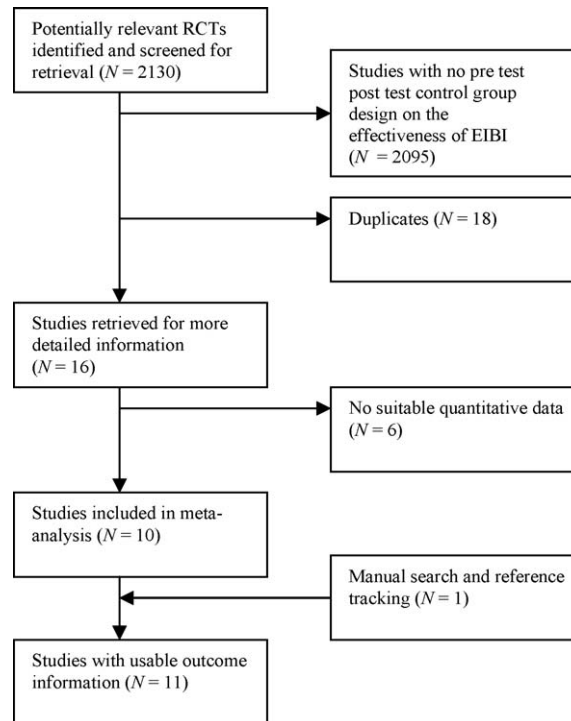 Potentially relevant RCTs
identified and screened for
retrieval (N = 2130)
Studies with no pre test
post test control group
design on the
effectiveness of EIBI
(N = 2095)
Duplicates (N = 18)
Studies retrieved for more
detailed information
(N = 16)
No suitable quantitative data
(N = 6)
Studies included in meta-
analysis (N = 10)
Manual search and reference
tracking (N = 1)
Studies with usable outcome
information (N = 11)